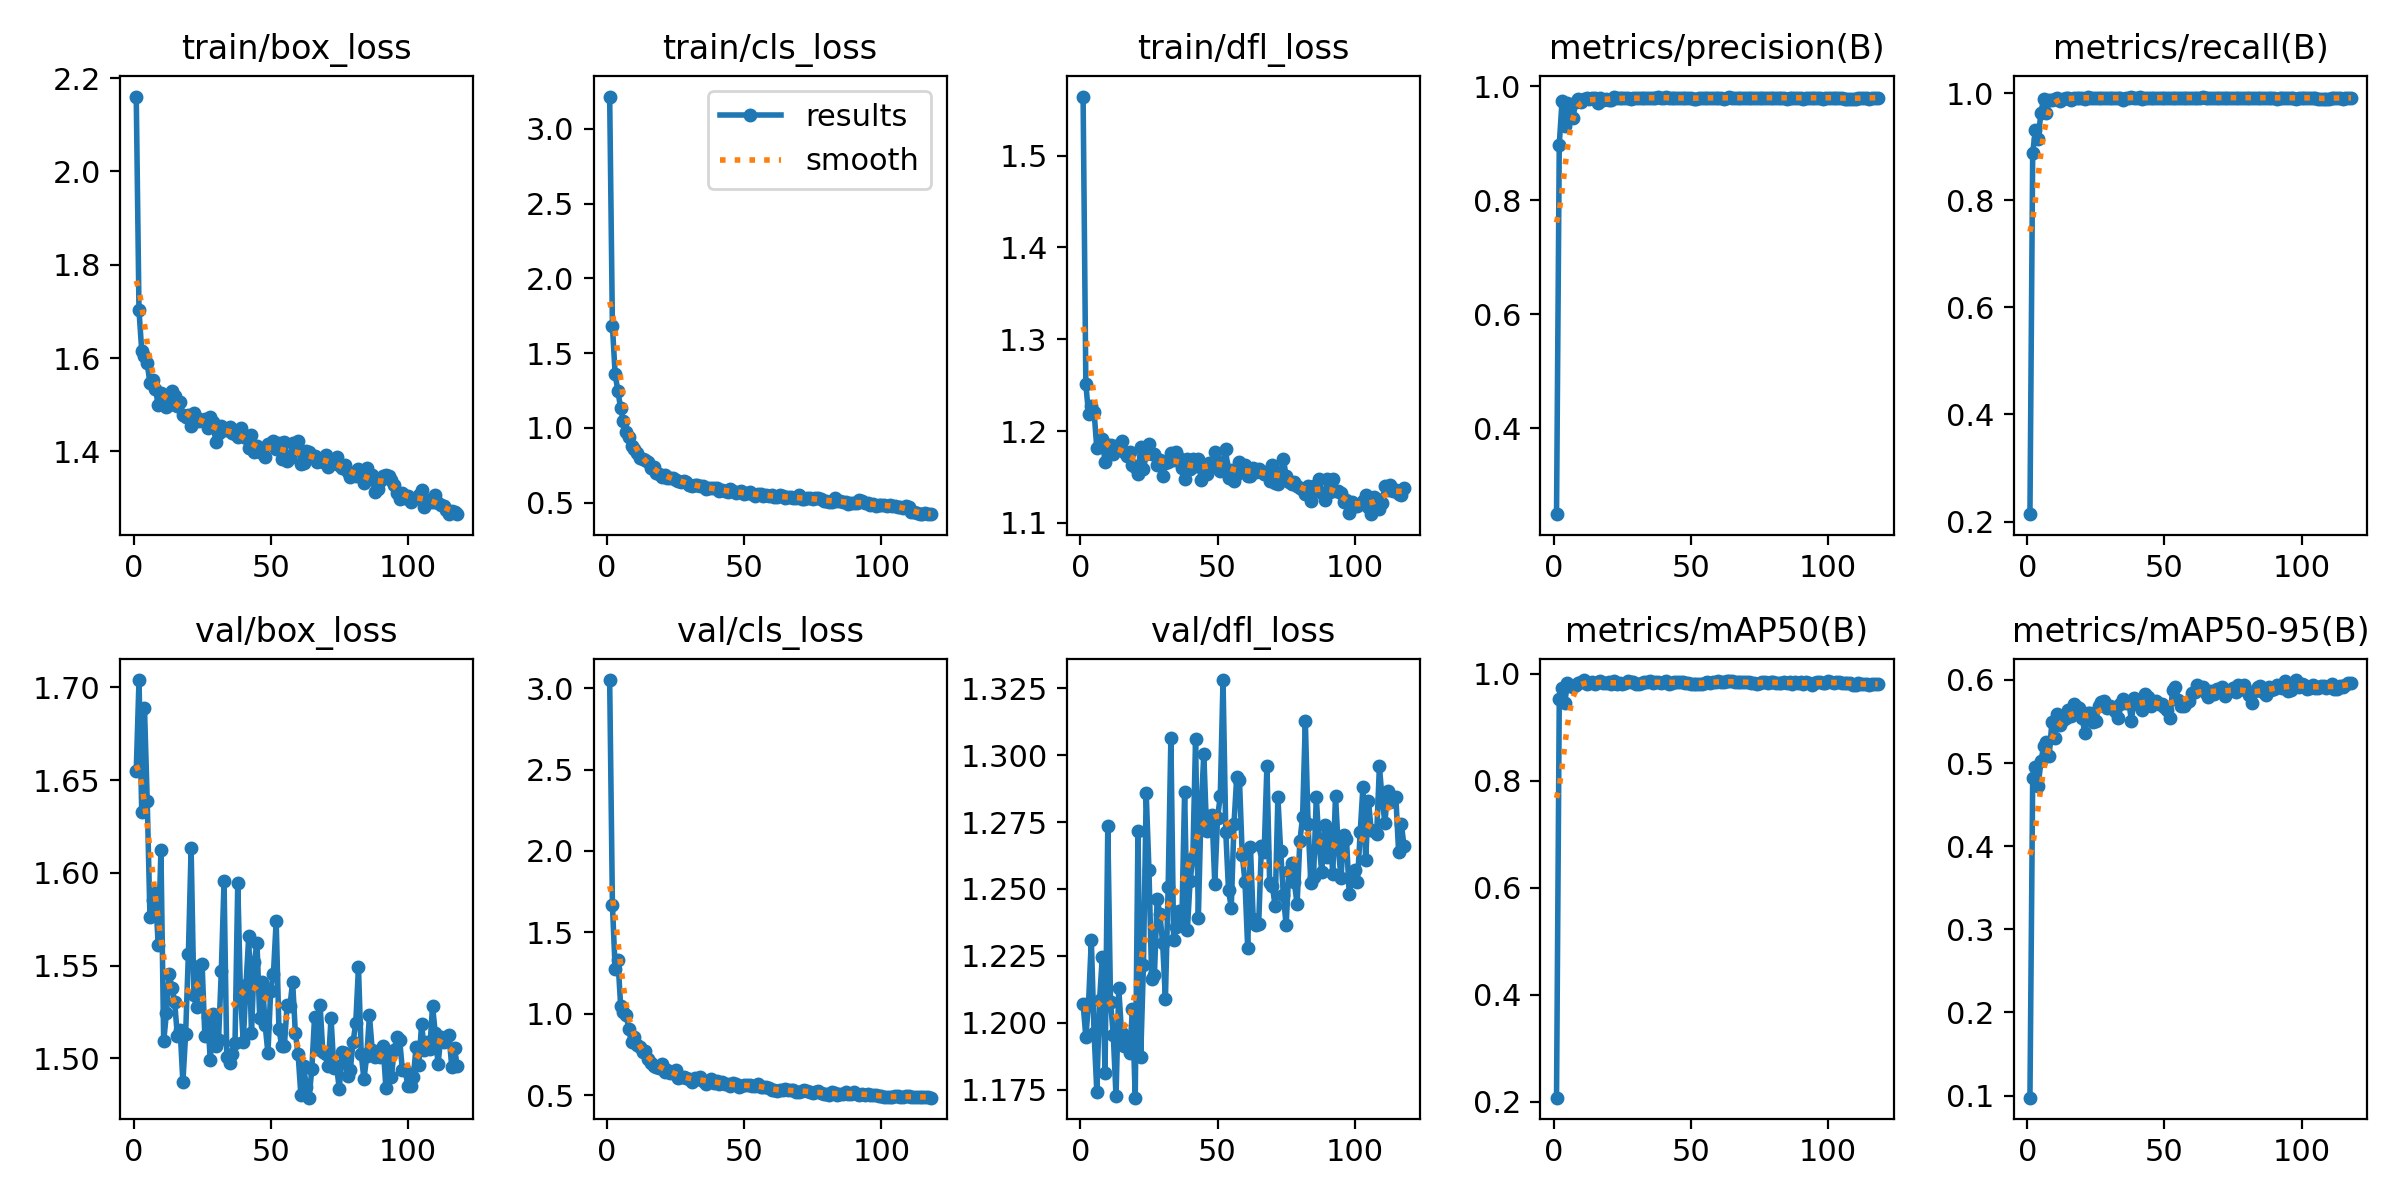 train/box_loss
2.2
2.0
1.8
1.6
1.4
0 50 100
train/cls_loss
results
smooth
3.0
2.5
2.0
1.5
1.0
0.5
0 50 100
train/dfl_loss
1.5
1.4
1.3
1.2
1.1
0 50 100
metrics/precision(B)
1.0
0.8
0.6
0.4
0 50 100
metrics/recall(B)
1.0
0.8
0.6
0.4
0.2
0 50 100
val/box_loss
1.70
1.65
1.60
1.55
1.50
0 50 100
val/cls_loss
3.0
2.5
2.0
1.5
1.0
0.5
0 50 100
val/dfl_loss
1.325
1.300
1.275
1.250
1.225
1.200
1.175
0 50 100
metrics/mAP50(B)
1.0
0.8
0.6
0.4
0.2
0 50 100
metrics/mAP50-95(B)
0.6
0.5
0.4
0.3
0.2
0.1
0 50 100